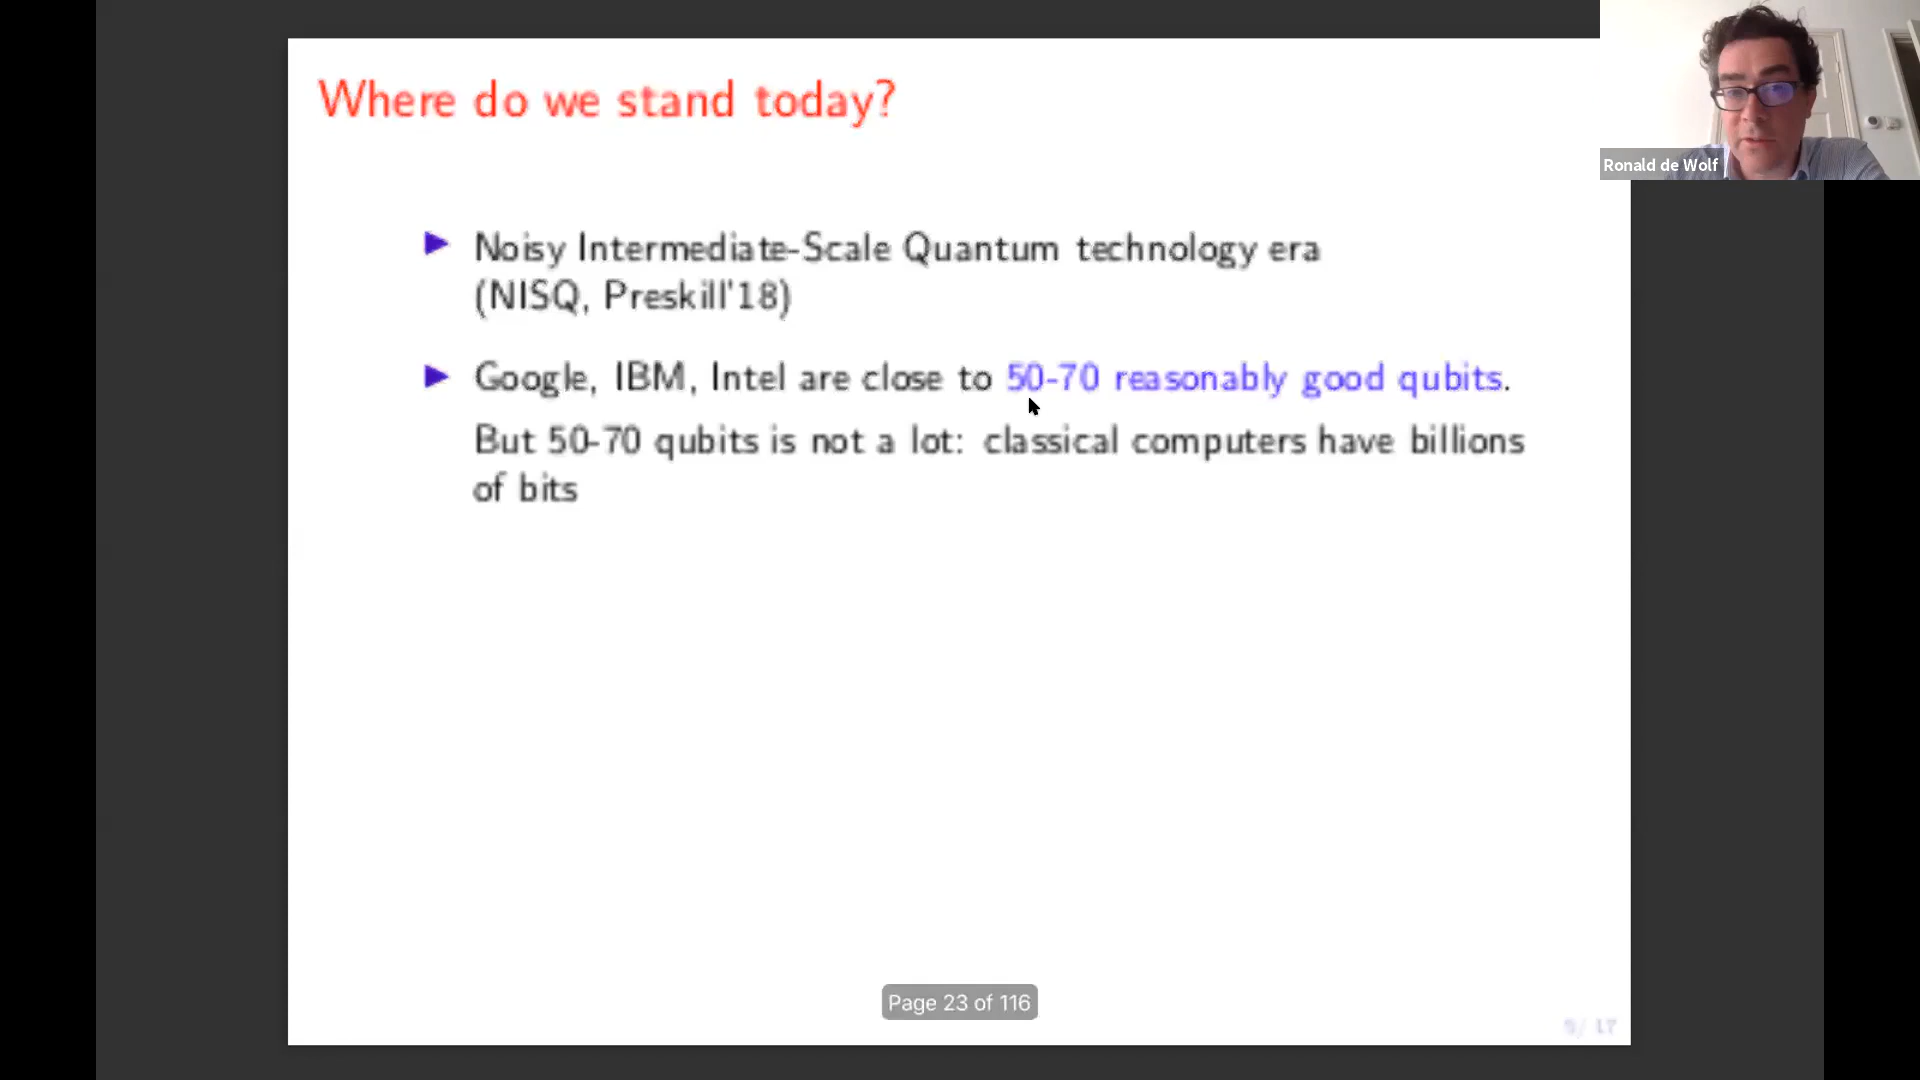 Where do we stand today?
Ronald de Wolf
Noisy Intermediate-Scale Quantum technology era
(NISQ, Preskill'18)
Google, IBM, Intel are close to 50-70 reasonably good qubits.
But 50-70 qubits is not a lot: classical computers have billions
of bits
Page 23 of 116